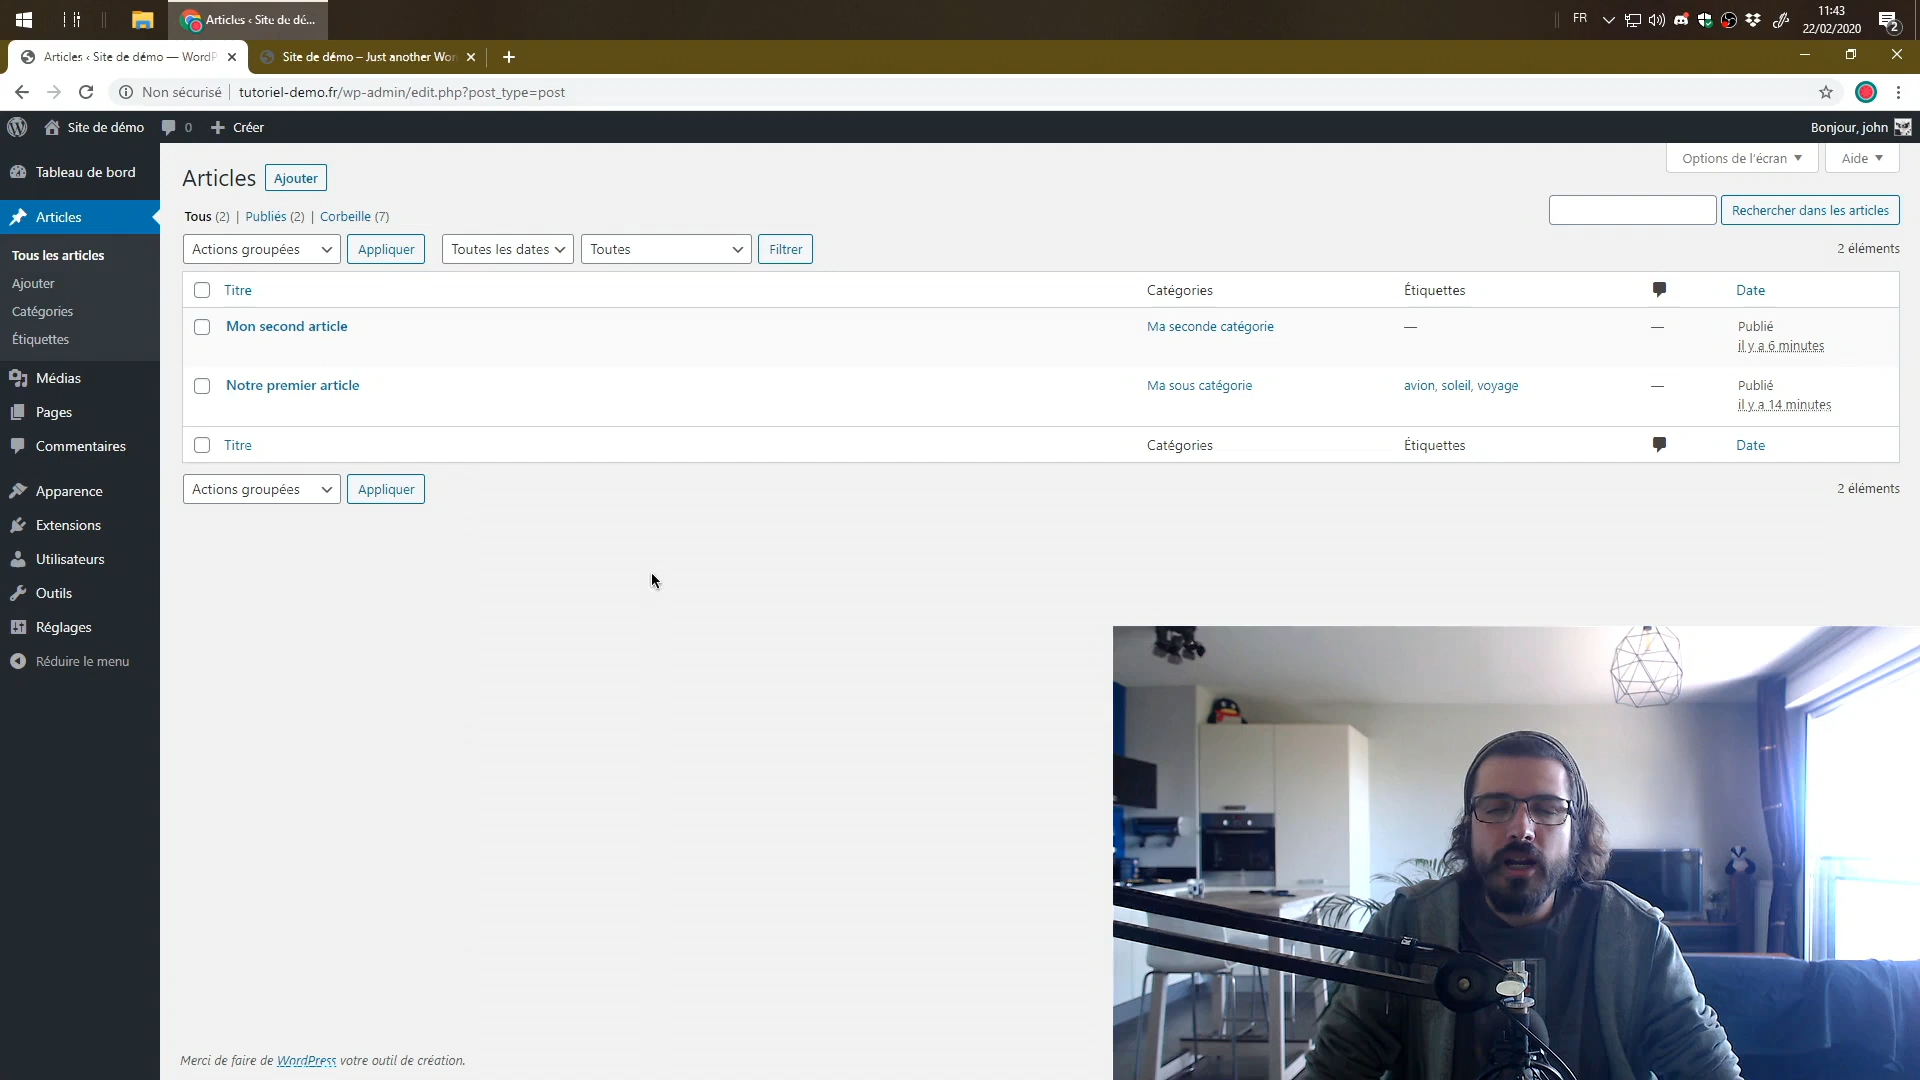 Articles ‹ Site de dé...
FR
11:43
22/02/2020
2
Articles ‹ Site de démo — WordP
Site de démo – Just another Wor
Non sécurisé
tutoriel-demo.fr/wp-admin/edit.php?post_type=post
Site de démo
0
Créer
Bonjour, john
Tableau de bord
Articles
Tous les articles
Ajouter
Catégories
Étiquettes
Médias
Pages
Commentaires
Apparence
Extensions
Utilisateurs
Outils
Réglages
Réduire le menu
Options de l'écran
Aide
Articles
Ajouter
Tous (2) | Publiés (2) | Corbeille (7)
Rechercher dans les articles
Actions groupées
Appliquer
Toutes les dates
Toutes
Filtrer
2 éléments
Titre
Catégories
Étiquettes
Date
Mon second article
Ma seconde catégorie
—
—
Publié
il y a 6 minutes
Notre premier article
Ma sous catégorie
avion, soleil, voyage
—
Publié
il y a 14 minutes
Titre
Catégories
Étiquettes
Date
Actions groupées
Appliquer
2 éléments
Merci de faire de WordPress votre outil de création.